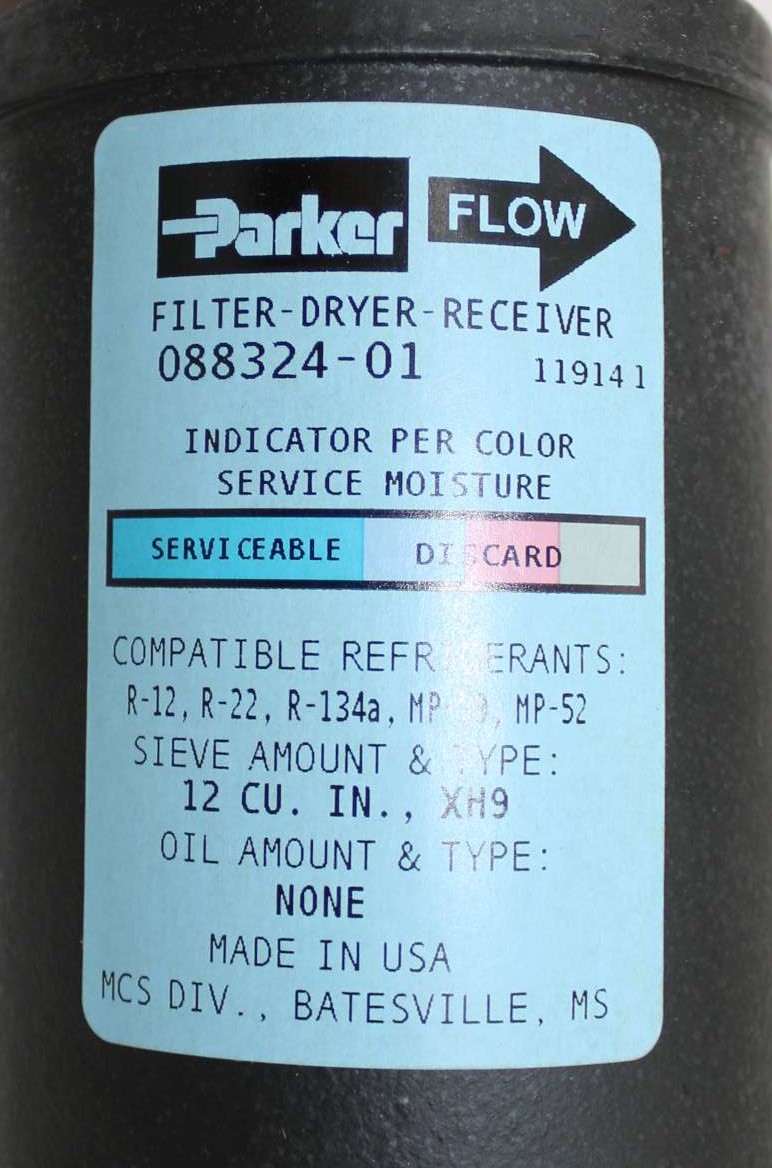 Parker FLOW
FILTER-DRYER-RECEIVER
088324-01 119141
INDICATOR PER COLOR
SERVICE MOISTURE
SERVICEABLE DISCARD
COMPATIBLE REFRIGERANTS:
R-12, R-22, R-134a, MP-52
SIEVE AMOUNT & TYPE:
12 CU. IN., XH9
OIL AMOUNT & TYPE:
NONE
MADE IN USA
MCS DIV., BATESVILLE, MS